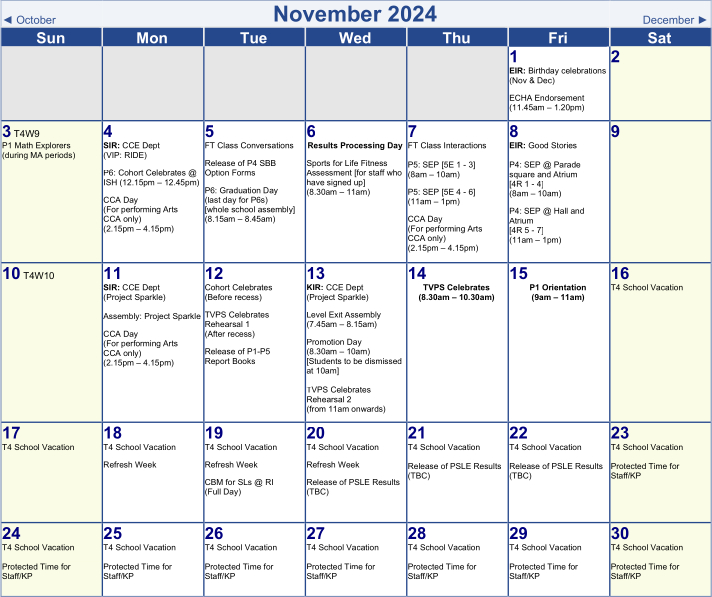 November 2024
◄ October
December ►
Sun Mon Tue Wed Thu Fri Sat
1
EIR: Birthday celebrations
(Nov & Dec)
ECHA Endorsement
(11.45am – 1.20pm)
2
3 T4W9
P1 Math Explorers
(during MA periods)
4
SIR: CCE Dept
(VIP: RIDE)
P6: Cohort Celebrates @
ISH (12.15pm – 12.45pm)
CCA Day
(For performing Arts
CCA only)
(2.15pm – 4.15pm)
5
FT Class Conversations
Release of P4 SBB
Option Forms
P6: Graduation Day
(last day for P6s)
[whole school assembly]
(8.15am – 8.45am)
6
Results Processing Day
Sports for Life Fitness
Assessment [for staff who
have signed up]
(8.30am – 11am)
7
FT Class Interactions
P5: SEP [5E 1 - 3]
(8am – 10am)
P5: SEP [5E 4 - 6]
(11am – 1pm)
CCA Day
(For performing Arts
CCA only)
(2.15pm – 4.15pm)
8
EIR: Good Stories
P4: SEP @ Parade
square and Atrium
[4R 1 - 4]
(8am – 10am)
P4: SEP @ Hall and
Atrium
[4R 5 - 7]
(11am – 1pm)
9
10 T4W10
11
SIR: CCE Dept
(Project Sparkle)
Assembly: Project Sparkle
CCA Day
(For performing Arts
CCA only)
(2.15pm – 4.15pm)
12
Cohort Celebrates
(Before recess)
TVPS Celebrates
Rehearsal 1
(After recess)
Release of P1-P5
Report Books
13
KIR: CCE Dept
(Project Sparkle)
Level Exit Assembly
(7.45am – 8.15am)
Promotion Day
(8.30am – 10am)
[Students to be dismissed
at 10am]
TVPS Celebrates
Rehearsal 2
(from 11am onwards)
14
TVPS Celebrates
(8.30am – 10.30am)
15
P1 Orientation
(9am – 11am)
16
T4 School Vacation
17
T4 School Vacation
18
T4 School Vacation
Refresh Week
19
T4 School Vacation
Refresh Week
CBM for SLs @ RI
(Full Day)
20
T4 School Vacation
Refresh Week
Release of PSLE Results
(TBC)
21
T4 School Vacation
Release of PSLE Results
(TBC)
22
T4 School Vacation
Release of PSLE Results
(TBC)
23
T4 School Vacation
Protected Time for
Staff/KP
24
T4 School Vacation
Protected Time for
Staff/KP
25
T4 School Vacation
Protected Time for
Staff/KP
26
T4 School Vacation
Protected Time for
Staff/KP
27
T4 School Vacation
Protected Time for
Staff/KP
28
T4 School Vacation
Protected Time for
Staff/KP
29
T4 School Vacation
Protected Time for
Staff/KP
30
T4 School Vacation
Protected Time for
Staff/KP